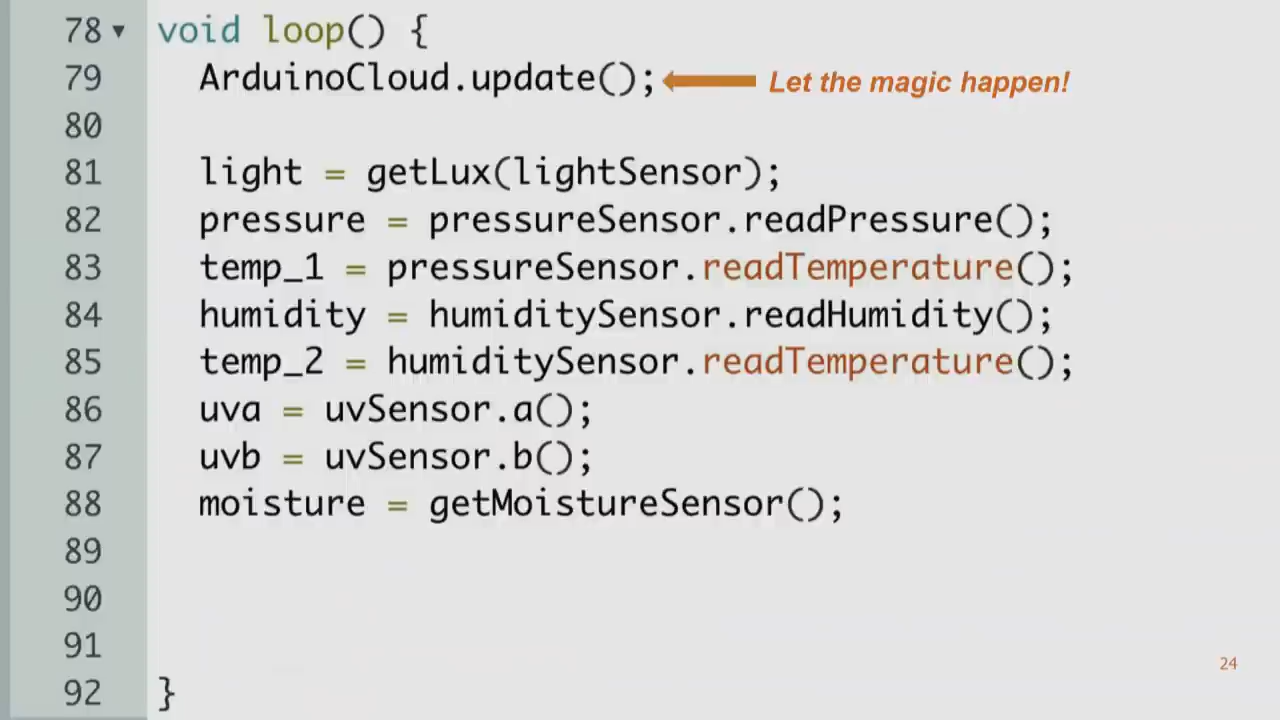 78 ▾ void loop() {
79 ArduinoCloud.update(); Let the magic happen!
80
81 light = getLux(lightSensor);
82 pressure = pressureSensor.readPressure();
83 temp_1 = pressureSensor.readTemperature();
84 humidity = humiditySensor.readHumidity();
85 temp_2 = humiditySensor.readTemperature();
86 uva = uvSensor.a();
87 uvb = uvSensor.b();
88 moisture = getMoistureSensor();
89
90
91
24
92 }